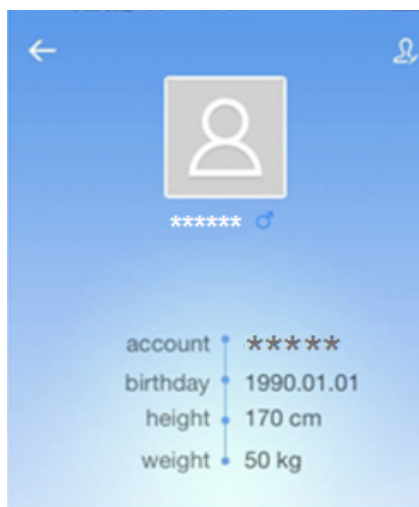 ****** ♂
account *****
birthday 1990.01.01
height 170 cm
weight 50 kg